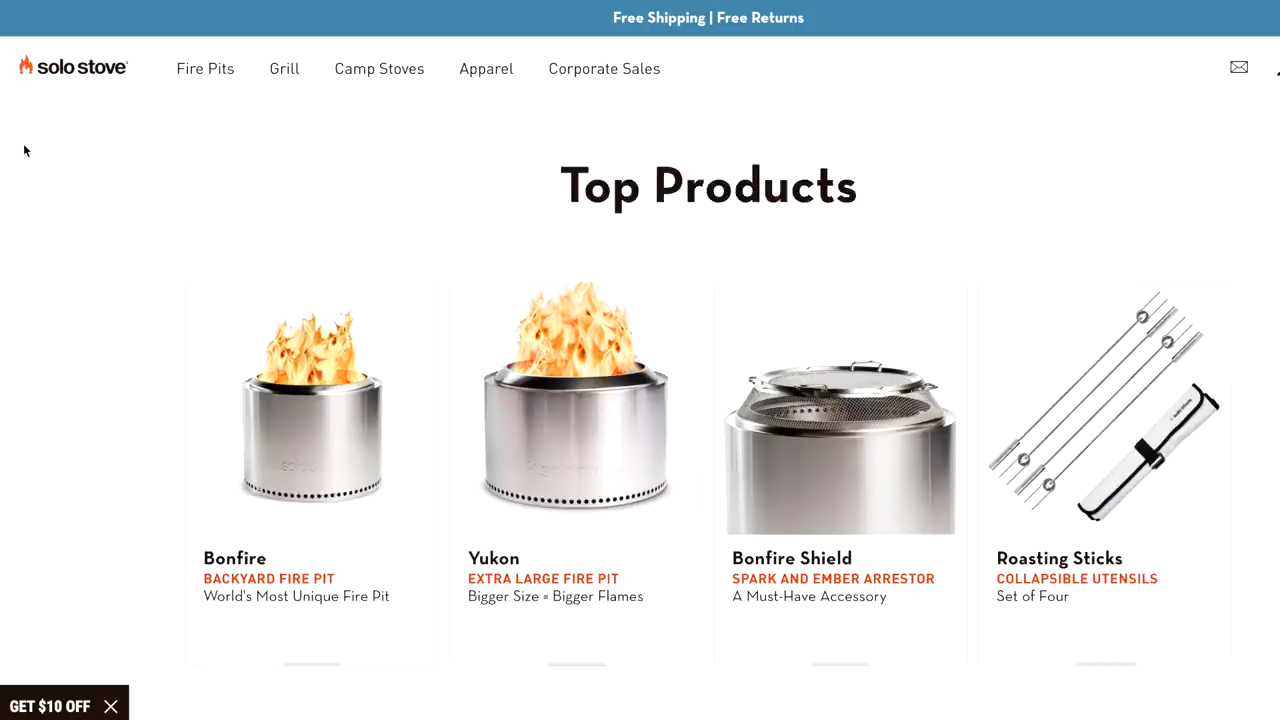 Free Shipping | Free Returns
solo stove
Fire Pits
Grill
Camp Stoves
Apparel
Corporate Sales
Top Products
Bonfire
BACKYARD FIRE PIT
World's Most Unique Fire Pit
Yukon
EXTRA LARGE FIRE PIT
Bigger Size = Bigger Flames
Bonfire Shield
SPARK AND EMBER ARRESTOR
A Must-Have Accessory
Roasting Sticks
COLLAPSIBLE UTENSILS
Set of Four
GET $10 OFF